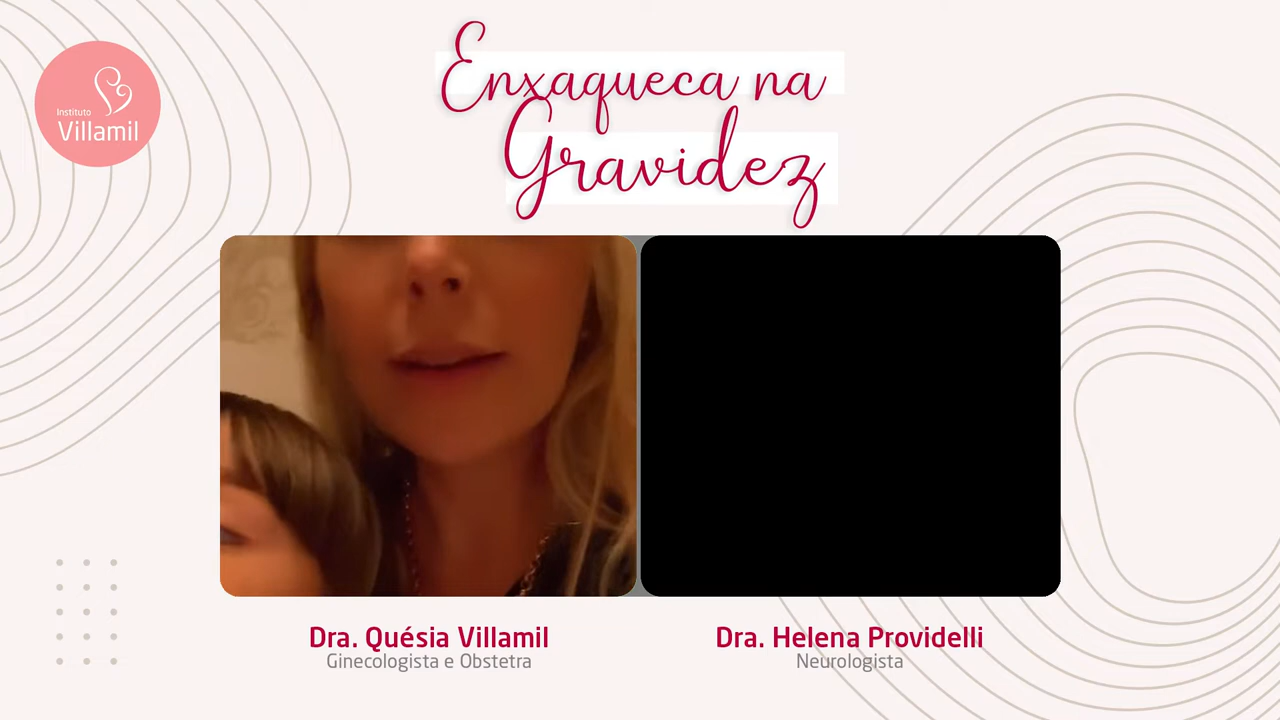 Instituto
Villamil
Enxaqueca na
Gravidez
Dra. Quésia Villamil
Ginecologista e Obstetra
Dra. Helena Providelli
Neurologista